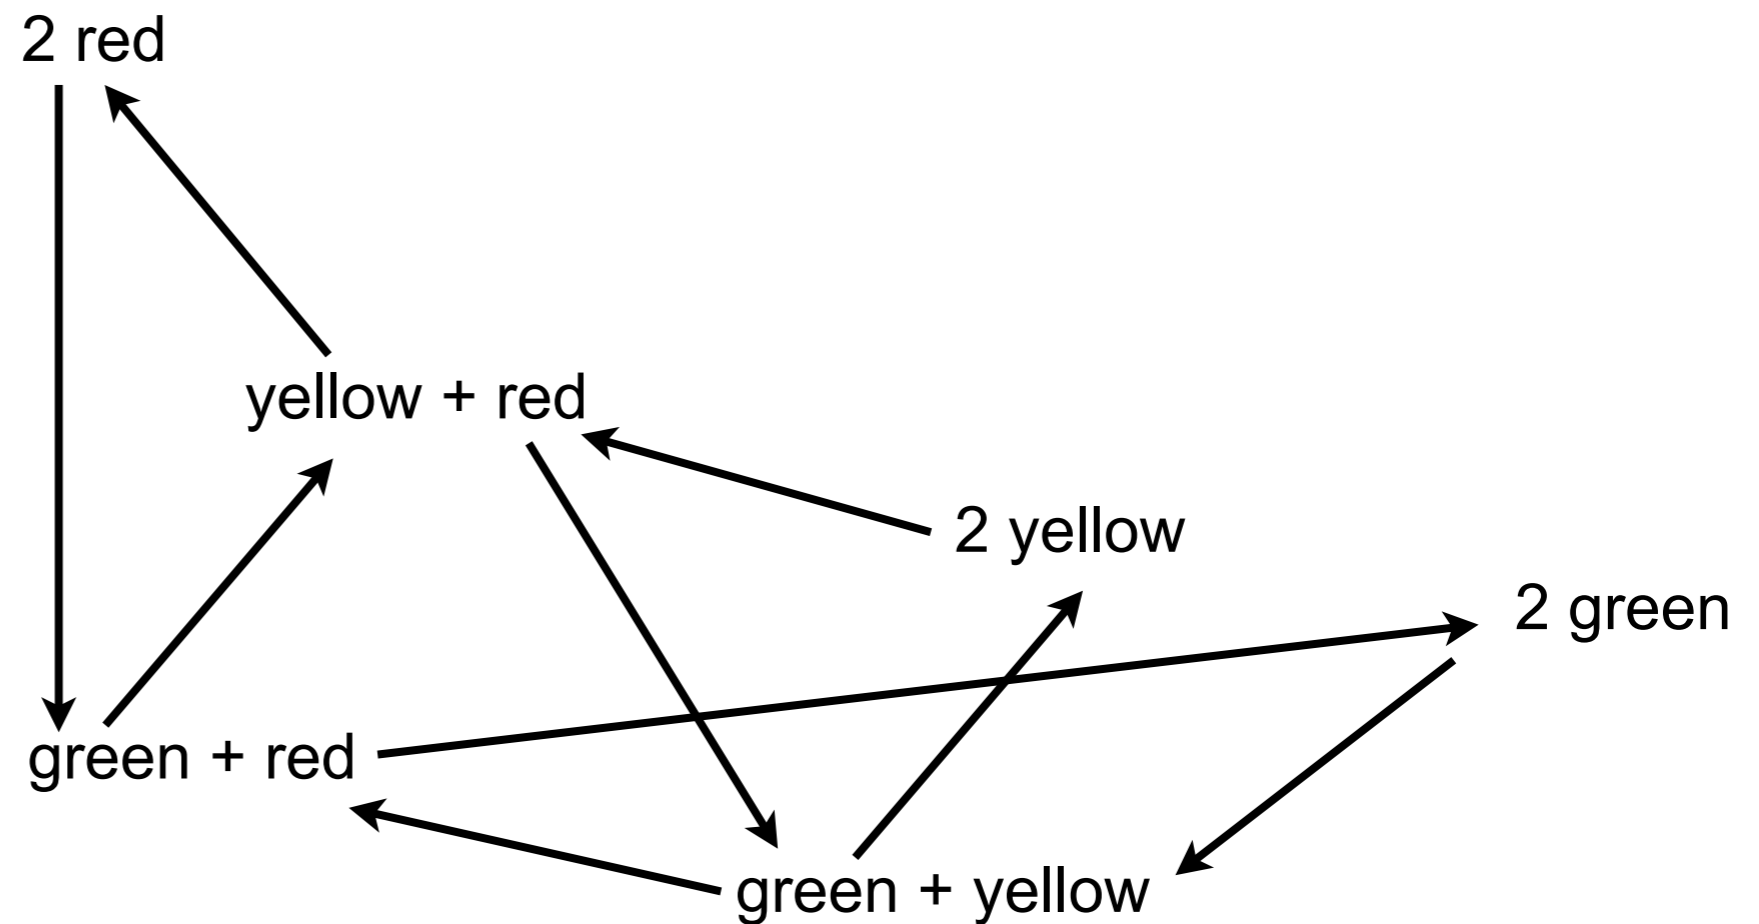 2 red
yellow + red
2 yellow
2 green
green + red
green + yellow